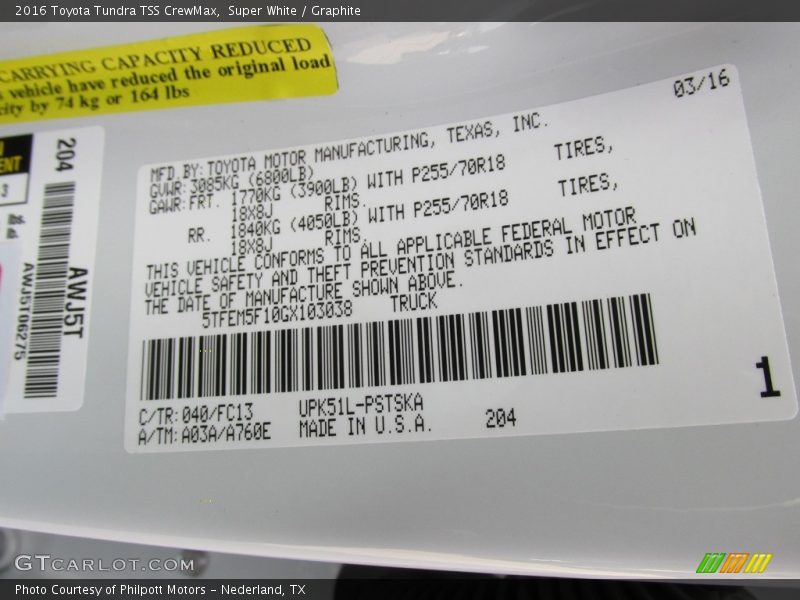 2016 Toyota Tundra TSS CrewMax, Super White / Graphite
CARRYING CAPACITY REDUCED
vehicle have reduced the original load
city by 74 kg or 164 lbs
03/16
MFD.BY:TOYOTA MOTOR MANUFACTURING, TEXAS, INC.
GVWR:3085KG (6800LB)
GAWR:FRT. 1770KG (3900LB) WITH P255/70R18 TIRES,
18X8J RIMS.
RR. 1840KG (4050LB) WITH P255/70R18 TIRES,
18X8J RIMS.
THIS VEHICLE CONFORMS TO ALL APPLICABLE FEDERAL MOTOR
VEHICLE SAFETY AND THEFT PREVENTION STANDARDS IN EFFECT ON
THE DATE OF MANUFACTURE SHOWN ABOVE.
5TFEM5F10GX103038 TRUCK
C/TR:040/FC13 UPK51L-PSTSKA
A/TM:A03A/A760E MADE IN U.S.A. 204
1
204
AWJ5T
AWJ5T06275
3
GTCARLOT.COM
Photo Courtesy of Philpott Motors - Nederland, TX